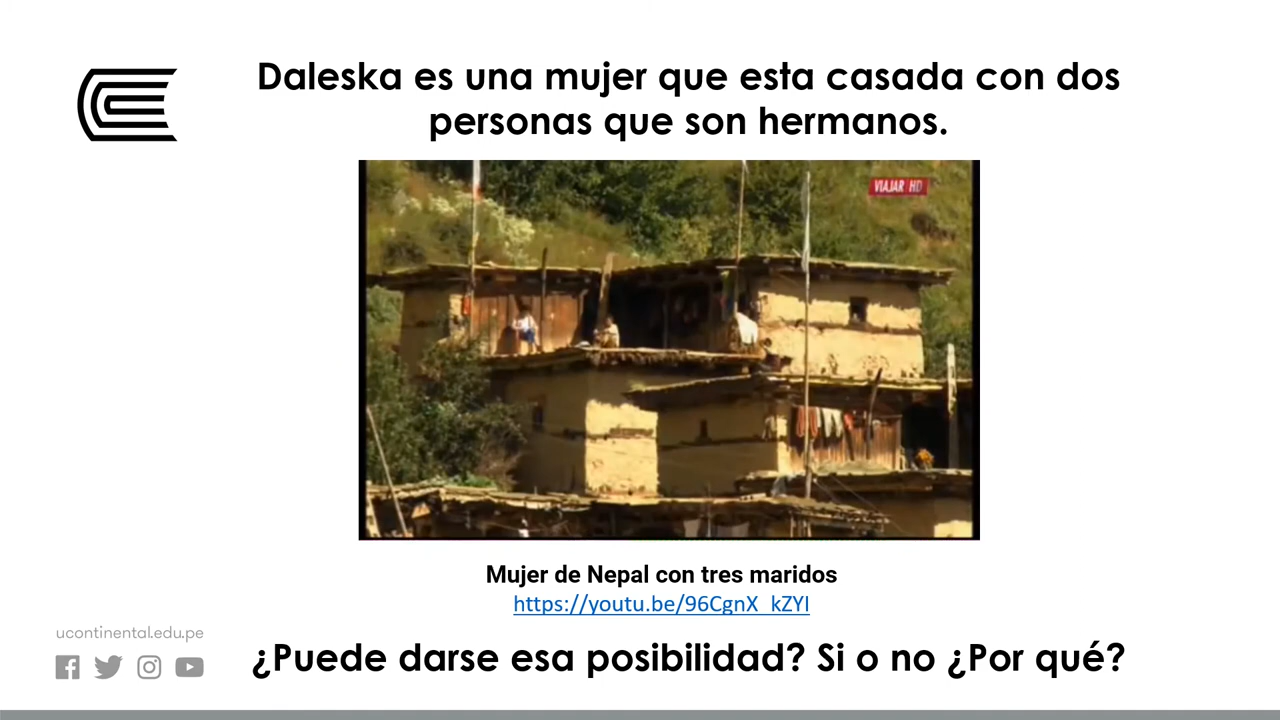 Daleska es una mujer que esta casada con dos
personas que son hermanos.
VIAJAR HD
Mujer de Nepal con tres maridos
https://youtu.be/96CgnX_kZYI
ucontinental.edu.pe
¿Puede darse esa posibilidad? Si o no ¿Por qué?